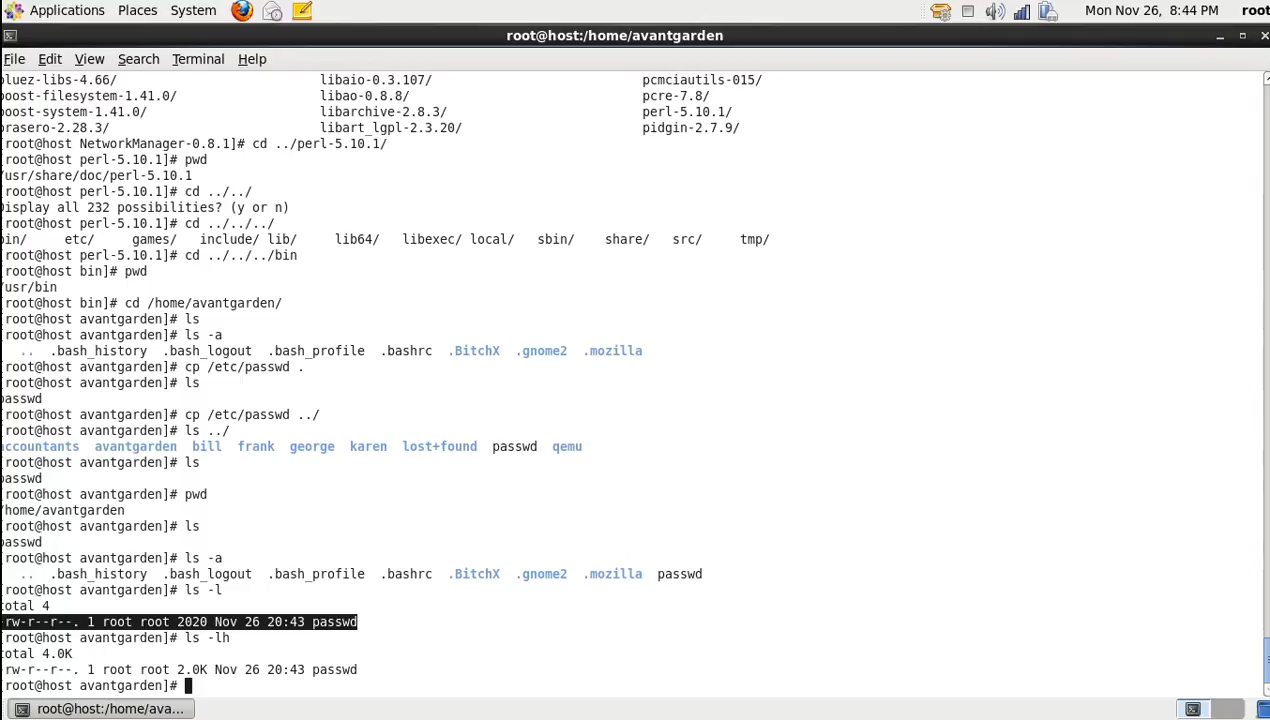 Applications Places System Mon Nov 26, 8:44 PM root
root@host:/home/avantgarden
File Edit View Search Terminal Help
bluez-libs-4.66/ libaio-0.3.107/ pcmciautils-015/
boost-filesystem-1.41.0/ libao-0.8.8/ pcre-7.8/
boost-system-1.41.0/ libarchive-2.8.3/ perl-5.10.1/
brasero-2.28.3/ libart_lgpl-2.3.20/ pidgin-2.7.9/
[root@host NetworkManager-0.8.1]# cd ../perl-5.10.1/
[root@host perl-5.10.1]# pwd
/usr/share/doc/perl-5.10.1
[root@host perl-5.10.1]# cd ../../
Display all 232 possibilities? (y or n)
[root@host perl-5.10.1]# cd ../../../
bin/ etc/ games/ include/ lib/ lib64/ libexec/ local/ sbin/ share/ src/ tmp/
[root@host perl-5.10.1]# cd ../../../bin
[root@host bin]# pwd
/usr/bin
[root@host bin]# cd /home/avantgarden/
[root@host avantgarden]# ls
[root@host avantgarden]# ls -a
.. .bash_history .bash_logout .bash_profile .bashrc .BitchX .gnome2 .mozilla
[root@host avantgarden]# cp /etc/passwd .
[root@host avantgarden]# ls
passwd
[root@host avantgarden]# cp /etc/passwd ../
[root@host avantgarden]# ls ../
accountants avantgarden bill frank george karen lost+found passwd qemu
[root@host avantgarden]# ls
passwd
[root@host avantgarden]# pwd
/home/avantgarden
[root@host avantgarden]# ls
passwd
[root@host avantgarden]# ls -a
.. .bash_history .bash_logout .bash_profile .bashrc .BitchX .gnome2 .mozilla passwd
[root@host avantgarden]# ls -l
total 4
-rw-r--r--. 1 root root 2020 Nov 26 20:43 passwd
[root@host avantgarden]# ls -lh
total 4.0K
-rw-r--r--. 1 root root 2.0K Nov 26 20:43 passwd
[root@host avantgarden]#
root@host:/home/ava...